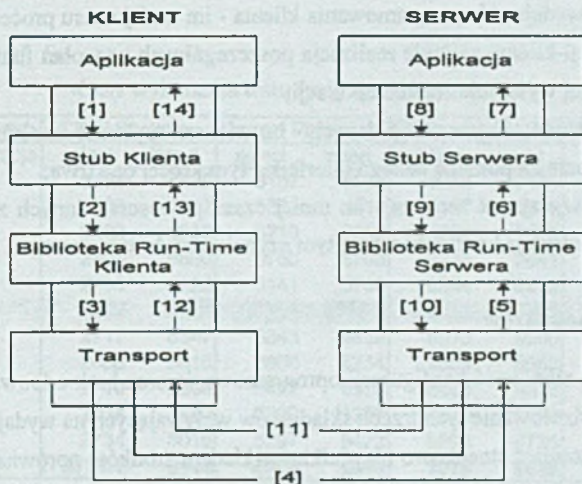 KLIENT SERWER
Aplikacja Aplikacja
[1] [14] [8] [7]
Stub Klienta Stub Serwera
[2] [13] [9] [6]
Biblioteka Run-Time Biblioteka Run-Time
Klienta Serwera
[3] [12] [10] [5]
Transport Transport
[11]
[4]